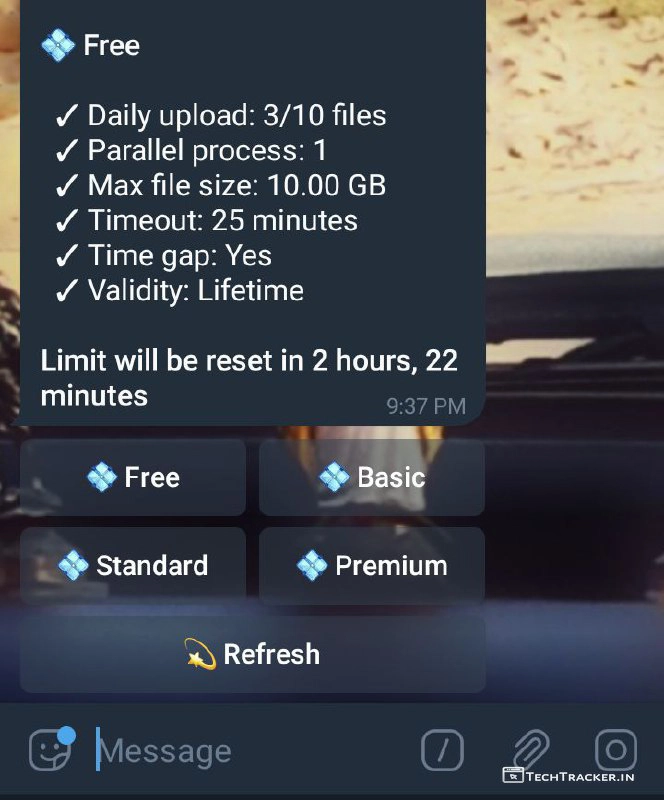 💠 Free
✓ Daily upload: 3/10 files
✓ Parallel process: 1
✓ Max file size: 10.00 GB
✓ Timeout: 25 minutes
✓ Time gap: Yes
✓ Validity: Lifetime
Limit will be reset in 2 hours, 22
minutes
9:37 PM
💠 Free
💠 Basic
💠 Standard
💠 Premium
💫 Refresh
Message
TechTracker.in